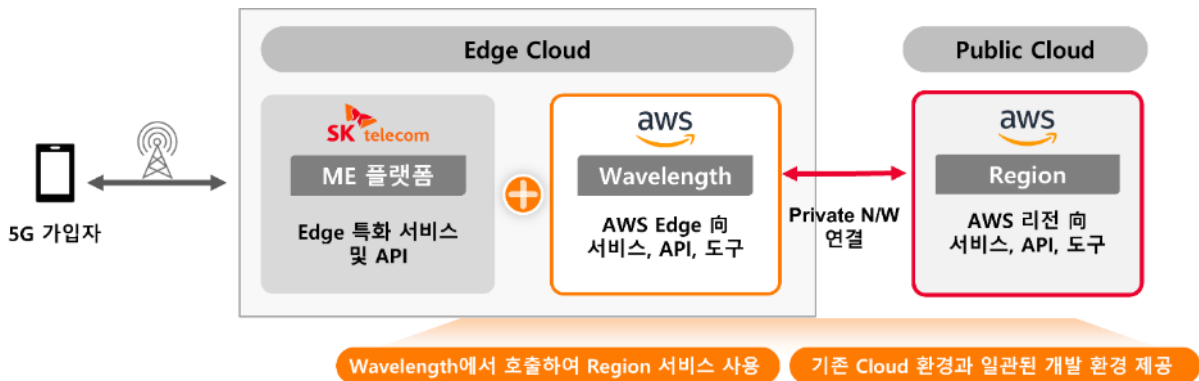 Edge Cloud
Public Cloud
SK telecom
ME 플랫폼
Edge 특화 서비스
및 API
aws
Wavelength
AWS Edge 向
서비스, API, 도구
Private N/W
연결
aws
Region
AWS 리전 向
서비스, API, 도구
5G 가입자
Wavelength에서 호출하여 Region 서비스 사용
기존 Cloud 환경과 일관된 개발 환경 제공